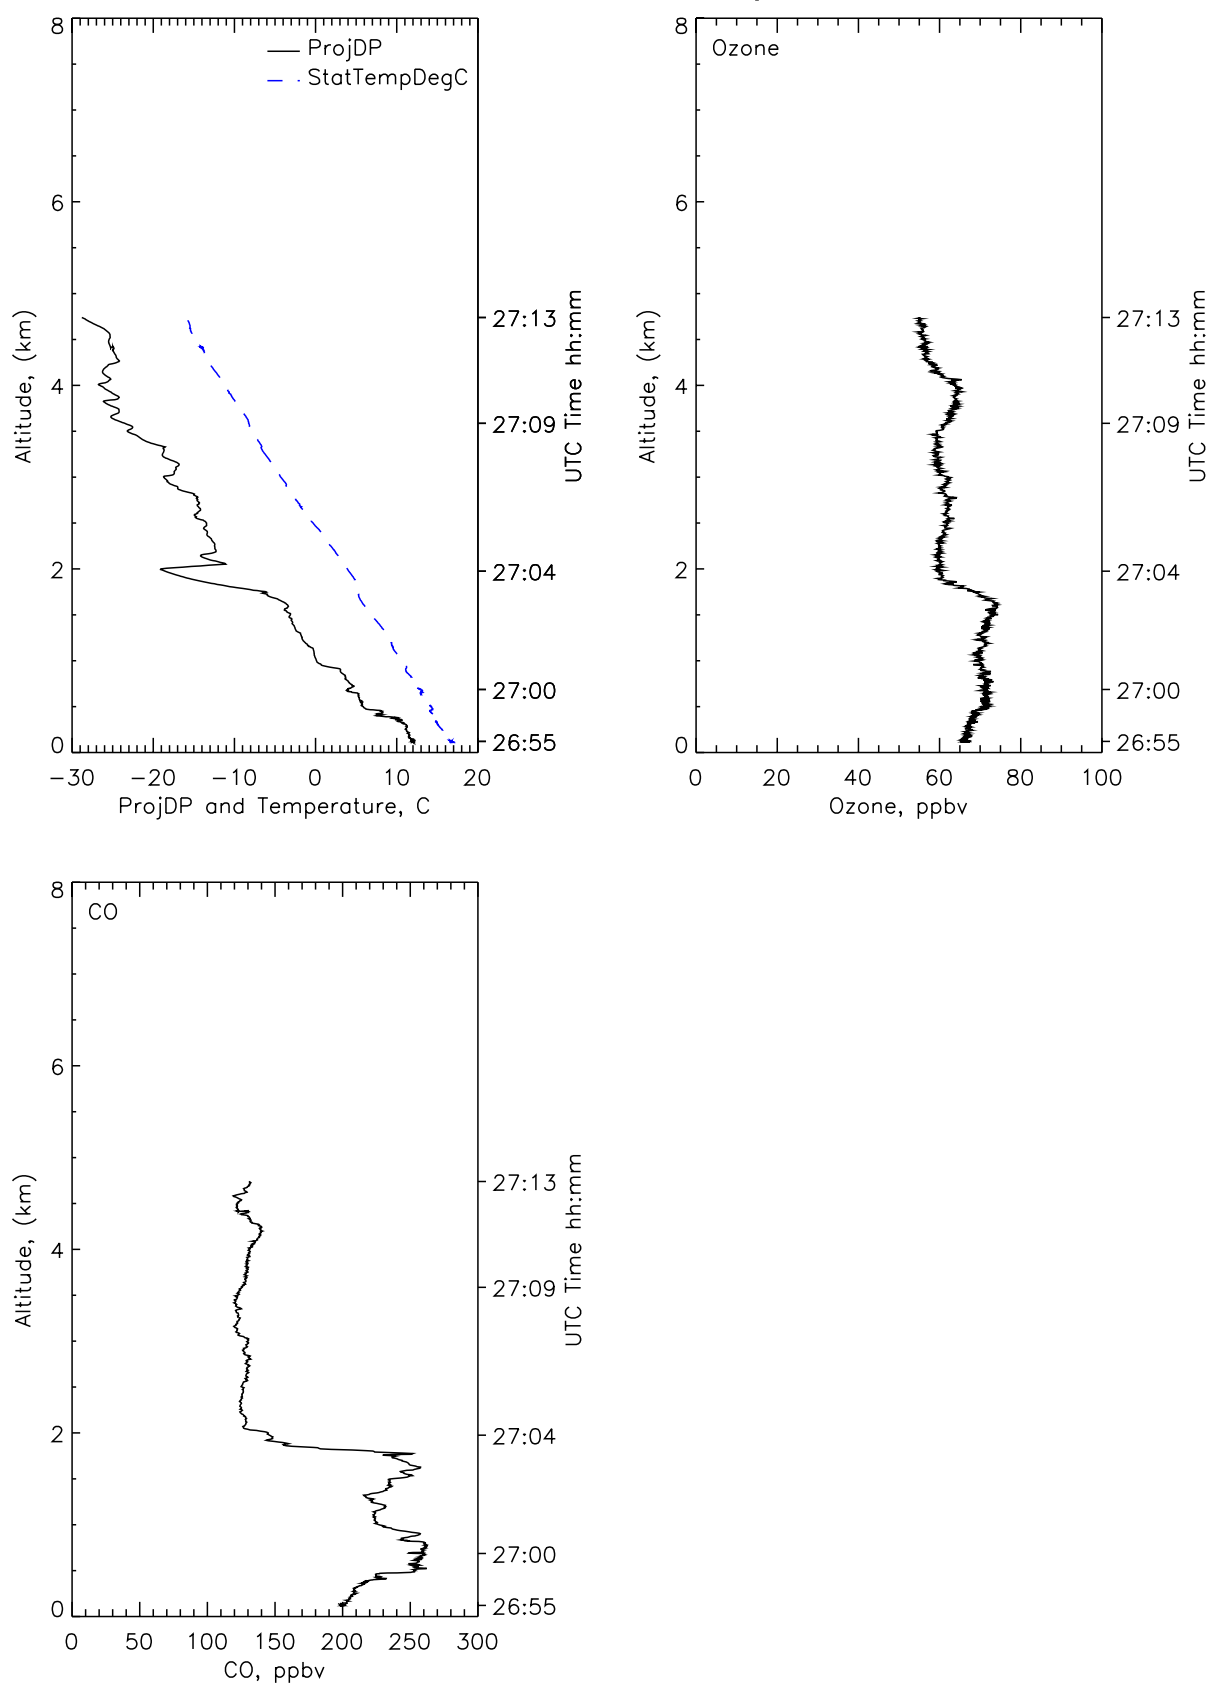 ProjDP
StatTempDegC
8
6
4
2
0
Altitude, (km)
27:13
27:09
27:04
27:00
26:55
UTC Time hh:mm
-30 -20 -10 0 10 20
ProjDP and Temperature, C
Ozone
8
6
4
2
0
Altitude, (km)
27:13
27:09
27:04
27:00
26:55
UTC Time hh:mm
0 20 40 60 80 100
Ozone, ppbv
CO
8
6
4
2
0
Altitude, (km)
27:13
27:09
27:04
27:00
26:55
UTC Time hh:mm
0 50 100 150 200 250 300
CO, ppbv